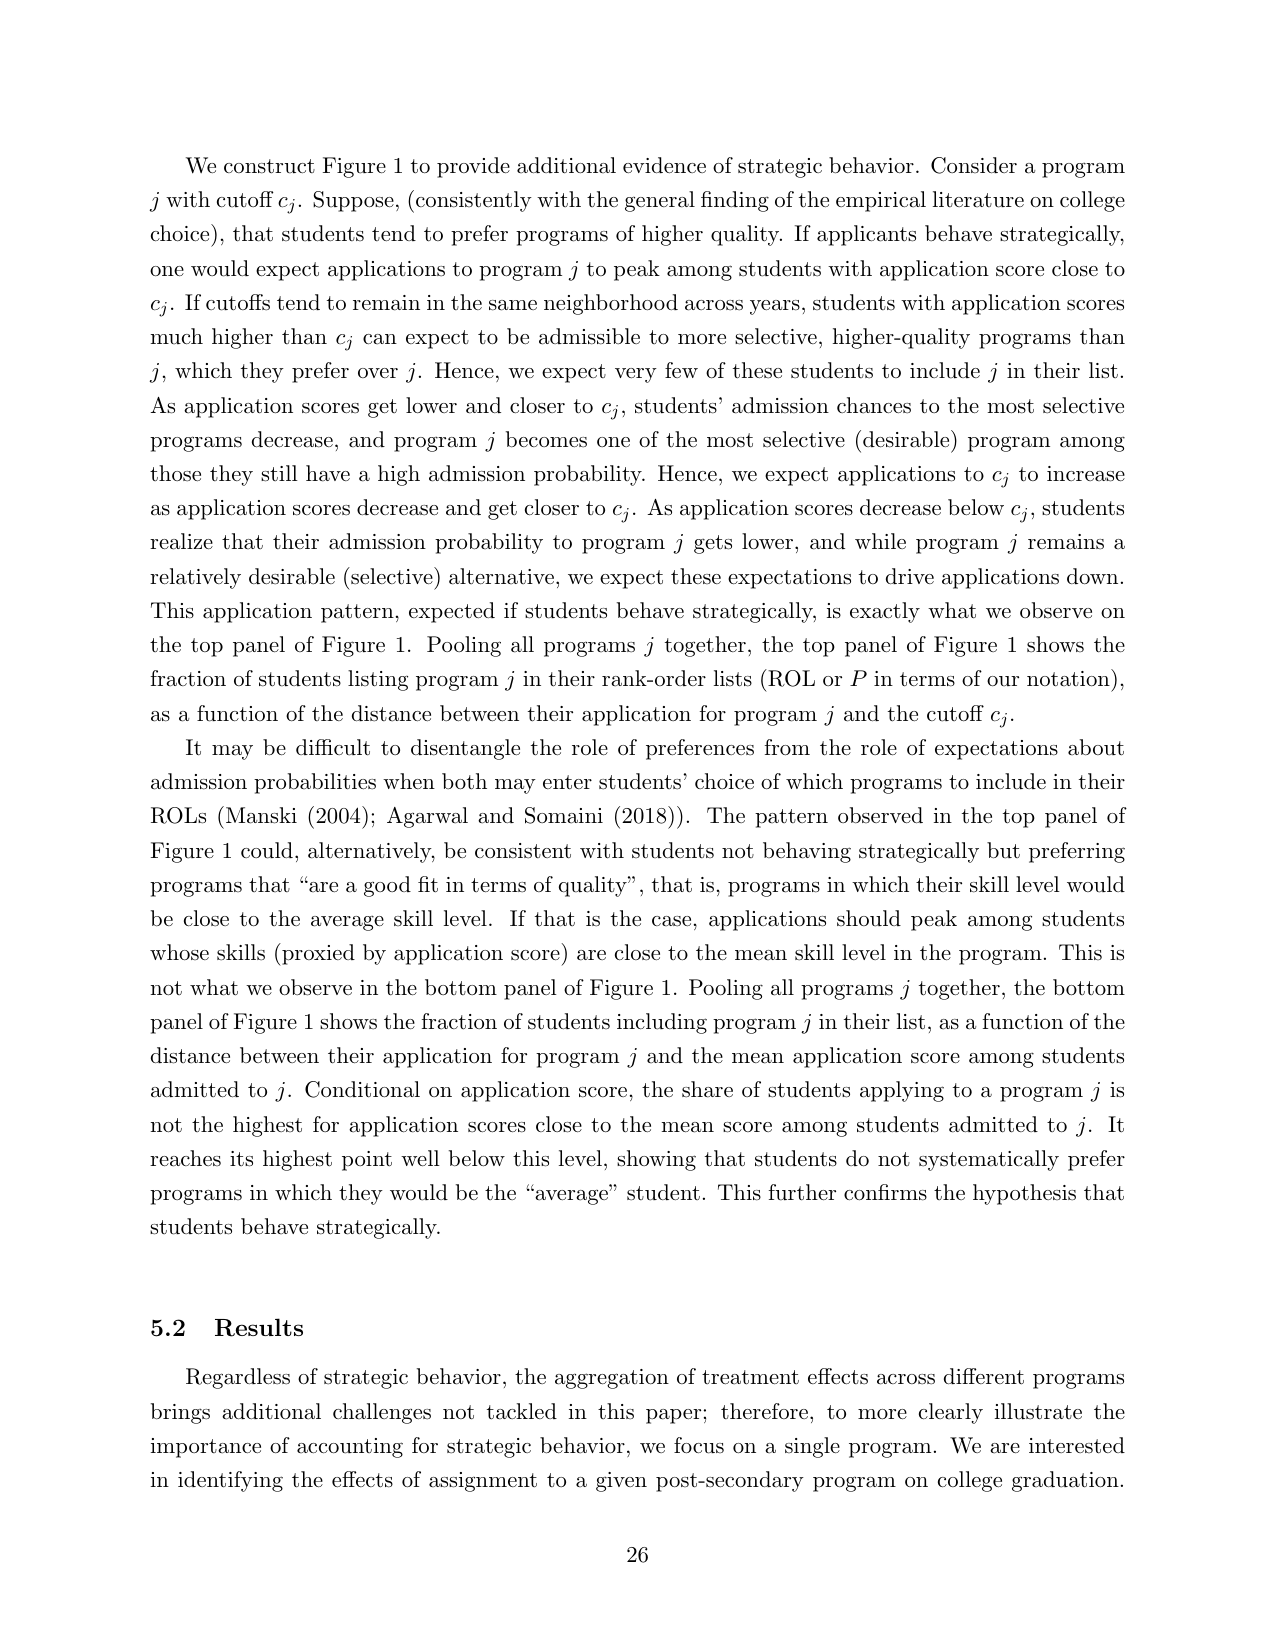 We construct Figure 1 to provide additional evidence of strategic behavior. Consider a program
j with cutoff cj. Suppose, (consistently with the general finding of the empirical literature on college
choice), that students tend to prefer programs of higher quality. If applicants behave strategically,
one would expect applications to program j to peak among students with application score close to
cj. If cutoffs tend to remain in the same neighborhood across years, students with application scores
much higher than cj can expect to be admissible to more selective, higher-quality programs than
j, which they prefer over j. Hence, we expect very few of these students to include j in their list.
As application scores get lower and closer to cj, students’ admission chances to the most selective
programs decrease, and program j becomes one of the most selective (desirable) program among
those they still have a high admission probability. Hence, we expect applications to cj to increase
as application scores decrease and get closer to cj. As application scores decrease below cj, students
realize that their admission probability to program j gets lower, and while program j remains a
relatively desirable (selective) alternative, we expect these expectations to drive applications down.
This application pattern, expected if students behave strategically, is exactly what we observe on
the top panel of Figure 1. Pooling all programs j together, the top panel of Figure 1 shows the
fraction of students listing program j in their rank-order lists (ROL or P in terms of our notation),
as a function of the distance between their application for program j and the cutoff cj.
It may be difficult to disentangle the role of preferences from the role of expectations about
admission probabilities when both may enter students’ choice of which programs to include in their
ROLs (Manski (2004); Agarwal and Somaini (2018)). The pattern observed in the top panel of
Figure 1 could, alternatively, be consistent with students not behaving strategically but preferring
programs that “are a good fit in terms of quality”, that is, programs in which their skill level would
be close to the average skill level. If that is the case, applications should peak among students
whose skills (proxied by application score) are close to the mean skill level in the program. This is
not what we observe in the bottom panel of Figure 1. Pooling all programs j together, the bottom
panel of Figure 1 shows the fraction of students including program j in their list, as a function of the
distance between their application for program j and the mean application score among students
admitted to j. Conditional on application score, the share of students applying to a program j is
not the highest for application scores close to the mean score among students admitted to j. It
reaches its highest point well below this level, showing that students do not systematically prefer
programs in which they would be the “average” student. This further confirms the hypothesis that
students behave strategically.
5.2 Results
Regardless of strategic behavior, the aggregation of treatment effects across different programs
brings additional challenges not tackled in this paper; therefore, to more clearly illustrate the
importance of accounting for strategic behavior, we focus on a single program. We are interested
in identifying the effects of assignment to a given post-secondary program on college graduation.
26